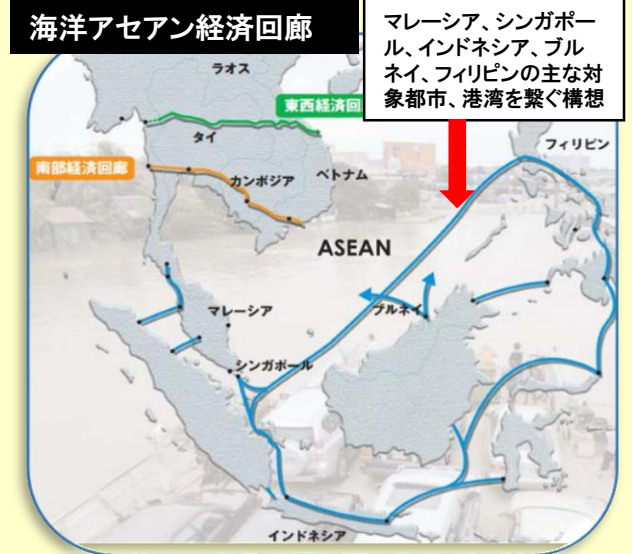 海洋アセアン経済回廊
マレーシア、シンガポー
ル、インドネシア、ブル
ネイ、フィリピンの主な対
象都市、港湾を繋ぐ構想
ラオス
東西経済回
タイ
フィリピン
南部経済回廊
カンボジア
ベトナム
ASEAN
マレーシア
ブルネイ
シンガポール
インドネシア